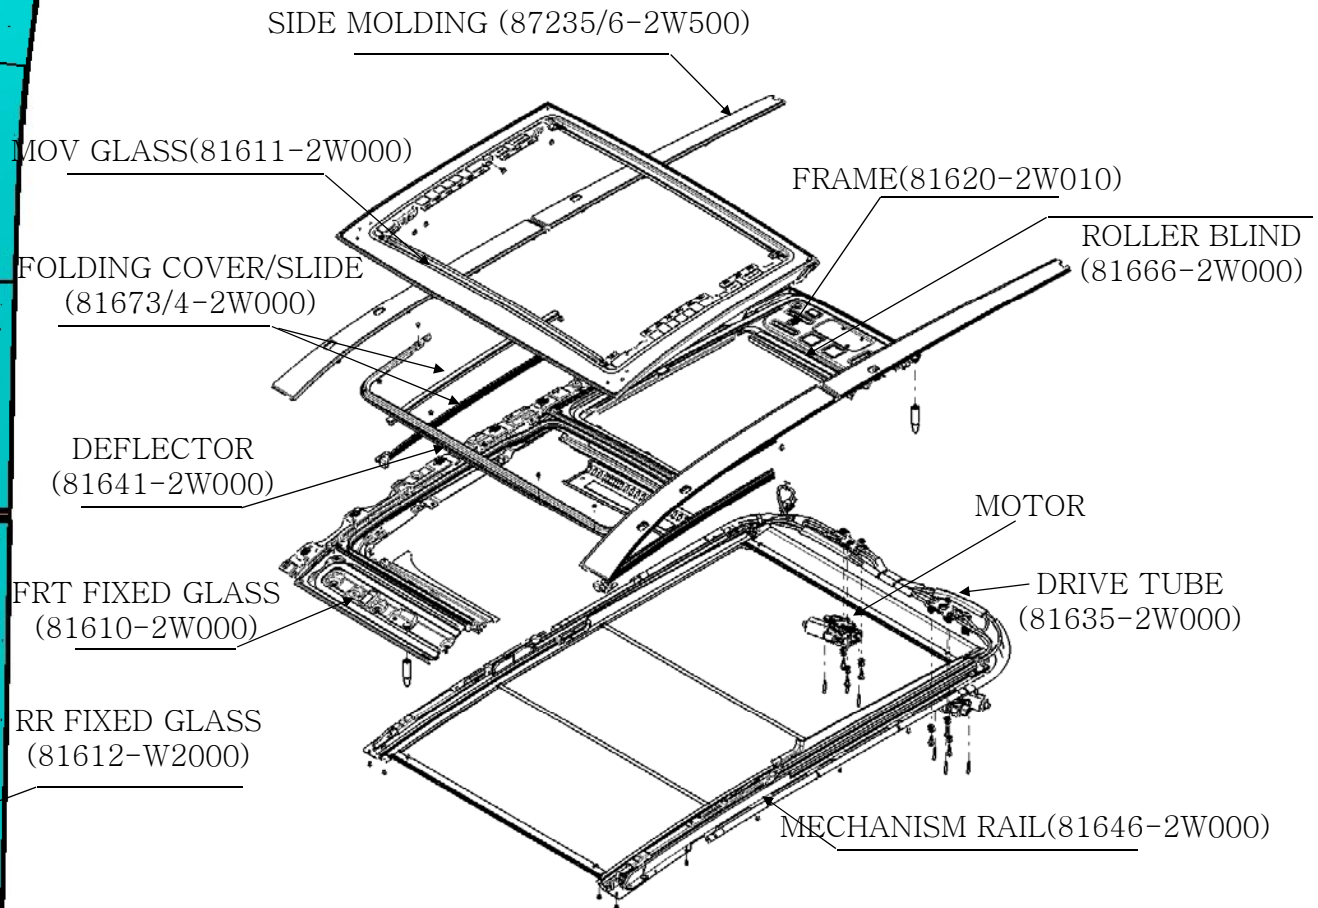 SIDE MOLDING (87235/6-2W500)
MOV GLASS(81611-2W000)
FRAME(81620-2W010)
ROLLER BLIND
(81666-2W000)
FOLDING COVER/SLIDE
(81673/4-2W000)
DEFLECTOR
(81641-2W000)
MOTOR
DRIVE TUBE
(81635-2W000)
FRT FIXED GLASS
(81610-2W000)
RR FIXED GLASS
(81612-W2000)
MECHANISM RAIL(81646-2W000)